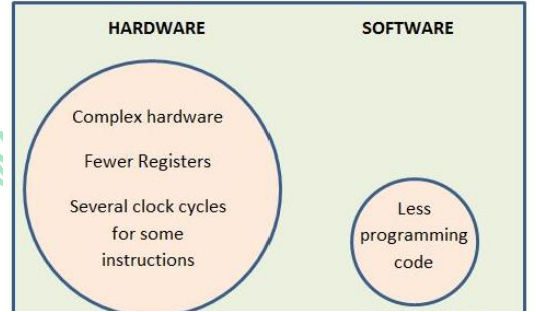 HARDWARE
SOFTWARE
Complex hardware
Fewer Registers
Several clock cycles
for some
instructions
Less
programming
code